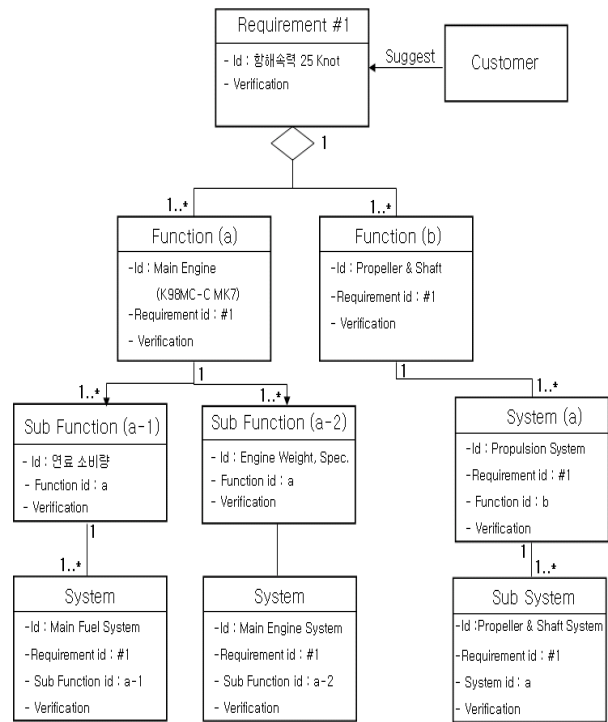 Requirement #1
- Id : 항해속력 25 Knot
- Verification
Suggest
Customer
1
1..*
1..*
Function (a)
-Id : Main Engine
(K98MC-C MK7)
-Requirement id : #1
- Verification
Function (b)
-Id : Propeller & Shaft
-Requirement id : #1
- Verification
1
1
1..*
1..*
1..*
Sub Function (a-1)
- Id : 연료 소비량
- Function id : a
- Verification
Sub Function (a-2)
- Id : Engine Weight, Spec.
- Function id : a
- Verification
System (a)
-Id : Propulsion System
-Requirement id : #1
- Function id : b
- Verification
1
1..*
1
1..*
System
-Id : Main Fuel System
-Requirement id : #1
- Sub Function id : a-1
- Verification
System
-Id : Main Engine System
-Requirement id : #1
- Sub Function id : a-2
- Verification
Sub System
-Id :Propeller & Shaft System
-Requirement id : #1
-System id : a
- Verification